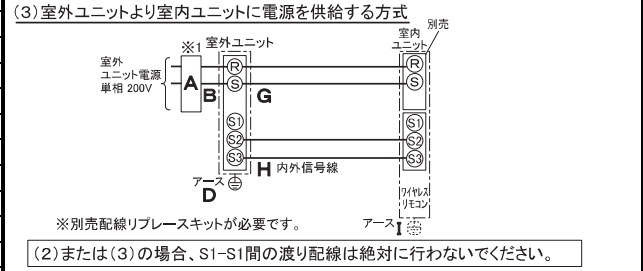 (3)室外ユニットより室内ユニットに電源を供給する方式
別売
※1
室外ユニット
室内
ユニット
室外
ユニット電源
単相 200V
A
B
R
S
G
R
S
S1
S2
S3
S1
S2
S3
H 内外信号線
アース
D
ワイヤレス
リモコン
アース I
※別売配線リプレースキットが必要です。
(2)または(3)の場合、S1-S1間の渡り配線は絶対に行わないでください。